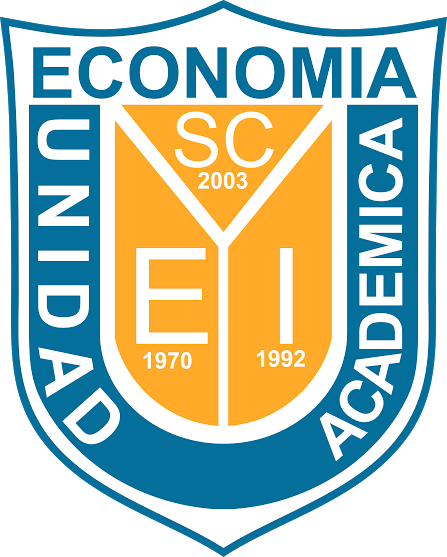 ECONOMIA
UNIDAD
ACADEMICA
SC
2003
E
1970
I
1992